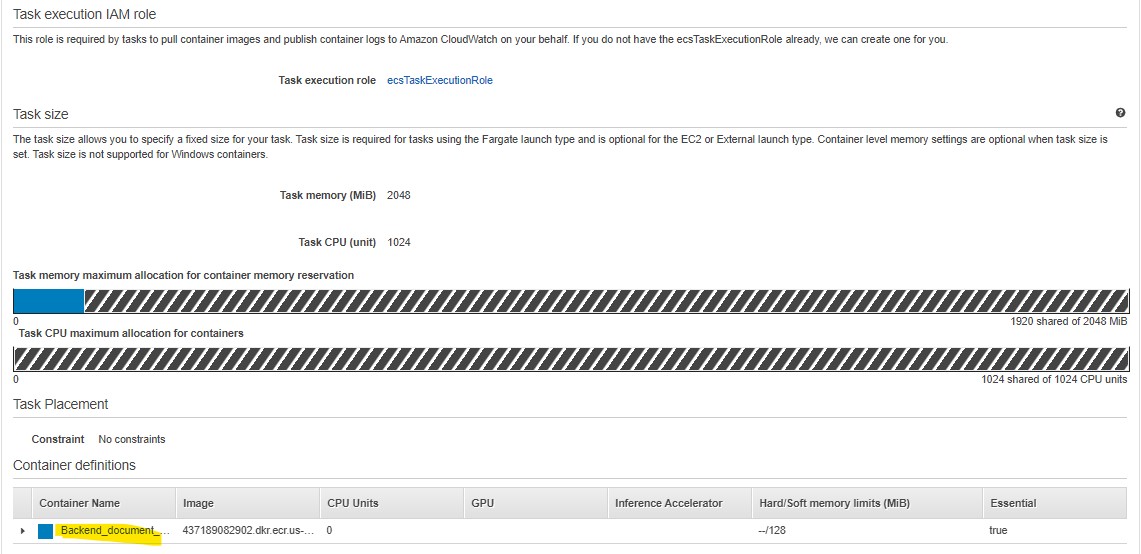 Task execution IAM role
This role is required by tasks to pull container images and publish container logs to Amazon CloudWatch on your behalf. If you do not have the ecsTaskExecutionRole already, we can create one for you.
Task execution role ecsTaskExecutionRole
Task size
The task size allows you to specify a fixed size for your task. Task size is required for tasks using the Fargate launch type and is optional for the EC2 or External launch type. Container level memory settings are optional when task size is
set. Task size is not supported for Windows containers.
Task memory (MiB) 2048
Task CPU (unit) 1024
Task memory maximum allocation for container memory reservation
0 1920 shared of 2048 MiB
Task CPU maximum allocation for containers
0 1024 shared of 1024 CPU units
Task Placement
Constraint No constraints
Container definitions
Container Name Image CPU Units GPU Inference Accelerator Hard/Soft memory limits (MiB) Essential
Backend_document_... 437189082902.dkr.ecr.us-... 0 --/128 true